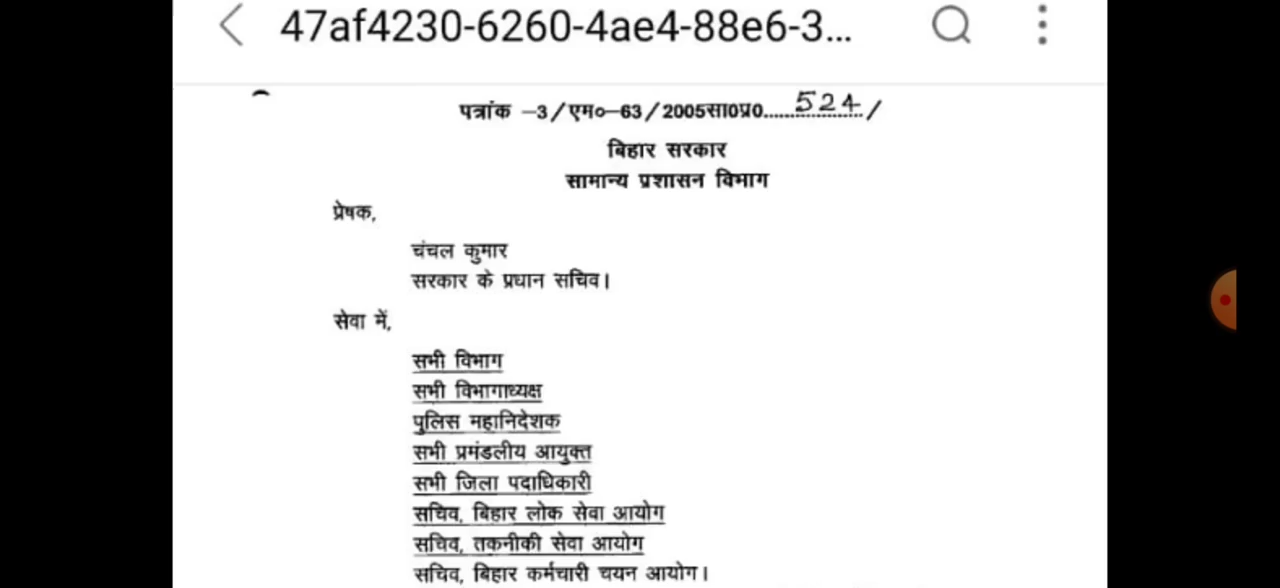 47af4230-6260-4ae4-88e6-3...
पत्रांक –3/एम०–63/2005सा0प्र0......524/
बिहार सरकार
सामान्य प्रशासन विभाग
प्रेषक,
चंचल कुमार
सरकार के प्रधान सचिव।
सेवा में,
सभी विभाग
सभी विभागाध्यक्ष
पुलिस महानिदेशक
सभी प्रमंडलीय आयुक्त
सभी जिला पदाधिकारी
सचिव, बिहार लोक सेवा आयोग
सचिव, तकनीकी सेवा आयोग
सचिव, बिहार कर्मचारी चयन आयोग।